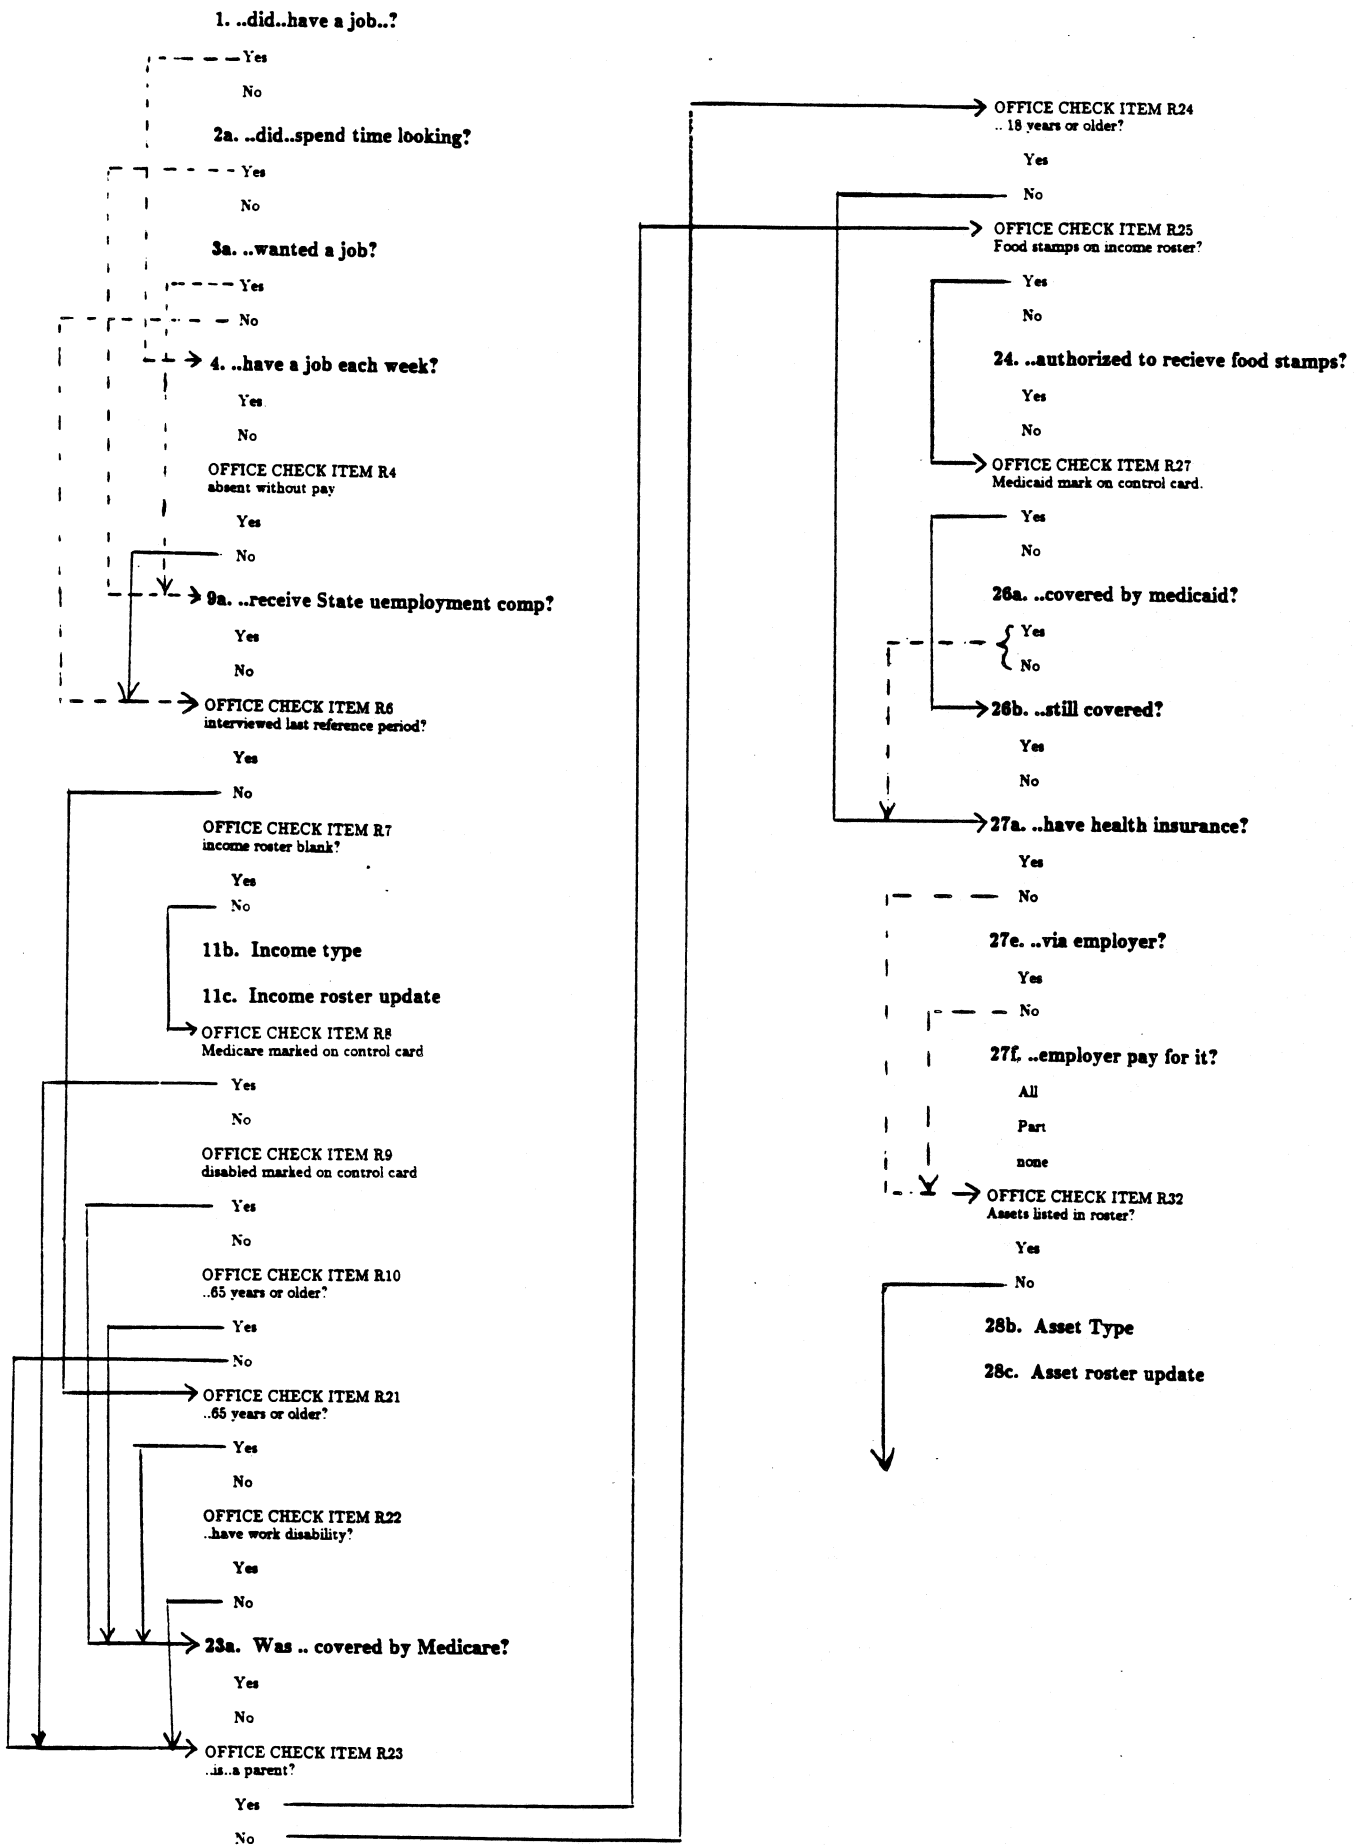 1. ..did..have a job..?
Yes
No
2a. ..did..spend time looking?
Yes
No
3a. ..wanted a job?
Yes
No
4. ..have a job each week?
Yes
No
OFFICE CHECK ITEM R4
absent without pay
Yes
No
9a. ..receive State uemployment comp?
Yes
No
OFFICE CHECK ITEM R6
interviewed last reference period?
Yes
No
OFFICE CHECK ITEM R7
income roster blank?
Yes
No
11b. Income type
11c. Income roster update
OFFICE CHECK ITEM R8
Medicare marked on control card
Yes
No
OFFICE CHECK ITEM R9
disabled marked on control card
Yes
No
OFFICE CHECK ITEM R10
..65 years or older?
Yes
No
OFFICE CHECK ITEM R21
..65 years or older?
Yes
No
OFFICE CHECK ITEM R22
..have work disability?
Yes
No
23a. Was .. covered by Medicare?
Yes
No
OFFICE CHECK ITEM R23
..is..a parent?
Yes
No
OFFICE CHECK ITEM R24
.. 18 years or older?
Yes
No
OFFICE CHECK ITEM R25
Food stamps on income roster?
Yes
No
24. ..authorized to recieve food stamps?
Yes
No
OFFICE CHECK ITEM R27
Medicaid mark on control card.
Yes
No
26a. ..covered by medicaid?
Yes
No
26b. ..still covered?
Yes
No
27a. ..have health insurance?
Yes
No
27e. ..via employer?
Yes
No
27f. ..employer pay for it?
All
Part
none
OFFICE CHECK ITEM R32
Assets listed in roster?
Yes
No
28b. Asset Type
28c. Asset roster update